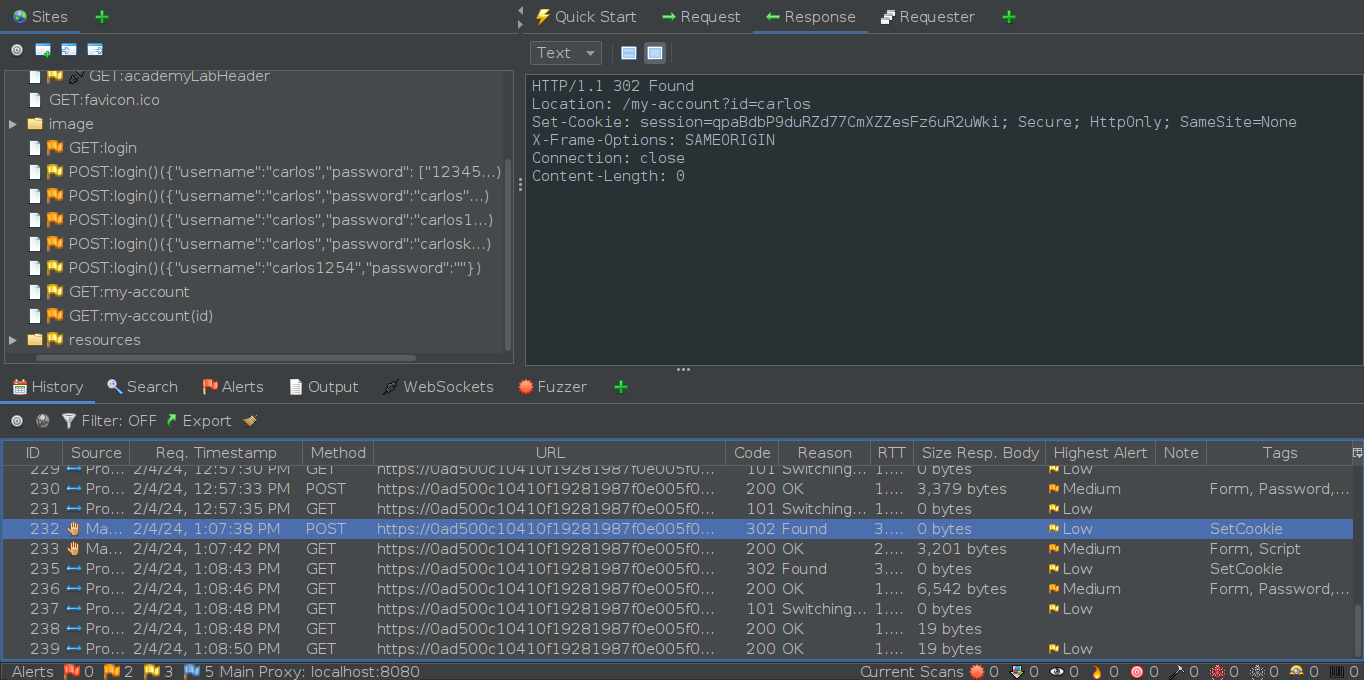 Sites
Quick Start Request Response Requester
Text
HTTP/1.1 302 Found
Location: /my-account?id=carlos
Set-Cookie: session=qpaBdbP9duRZd77CmXZZesFz6uR2uWki; Secure; HttpOnly; SameSite=None
X-Frame-Options: SAMEORIGIN
Connection: close
Content-Length: 0
GET:academyLabHeader
GET:favicon.ico
image
GET:login
POST:login()({"username":"carlos","password": ["12345...)
POST:login()({"username":"carlos","password":"carlos"...)
POST:login()({"username":"carlos","password":"carlos1...)
POST:login()({"username":"carlos","password":"carlosk...)
POST:login()({"username":"carlos1254","password":""})
GET:my-account
GET:my-account(id)
resources
History Search Alerts Output WebSockets Fuzzer
Filter: OFF Export
ID Source Req. Timestamp Method URL Code Reason RTT Size Resp. Body Highest Alert Note Tags
229 Pro... 2/4/24, 12:57:30 PM GET https://0ad500c10410f19281987f0e005f0... 101 Switching... 1.... 0 bytes Low
230 Pro... 2/4/24, 12:57:33 PM POST https://0ad500c10410f19281987f0e005f0... 200 OK 1.... 3,379 bytes Medium Form, Password,...
231 Pro... 2/4/24, 12:57:35 PM GET https://0ad500c10410f19281987f0e005f0... 101 Switching... 1.... 0 bytes Low
232 Ma... 2/4/24, 1:07:38 PM POST https://0ad500c10410f19281987f0e005f0... 302 Found 3.... 0 bytes Low SetCookie
233 Ma... 2/4/24, 1:07:42 PM GET https://0ad500c10410f19281987f0e005f0... 200 OK 2.... 3,201 bytes Medium Form, Script
235 Pro... 2/4/24, 1:08:43 PM GET https://0ad500c10410f19281987f0e005f0... 302 Found 3.... 0 bytes Low SetCookie
236 Pro... 2/4/24, 1:08:46 PM GET https://0ad500c10410f19281987f0e005f0... 200 OK 1.... 6,542 bytes Medium Form, Password,...
237 Pro... 2/4/24, 1:08:48 PM GET https://0ad500c10410f19281987f0e005f0... 101 Switching... 1.... 0 bytes Low
238 Pro... 2/4/24, 1:08:48 PM GET https://0ad500c10410f19281987f0e005f0... 200 OK 1.... 19 bytes
239 Pro... 2/4/24, 1:08:50 PM GET https://0ad500c10410f19281987f0e005f0... 200 OK 1.... 19 bytes Low
Alerts 0 2 3 5 Main Proxy: localhost:8080 Current Scans 0 0 0 0 0 0 0 0 0 0